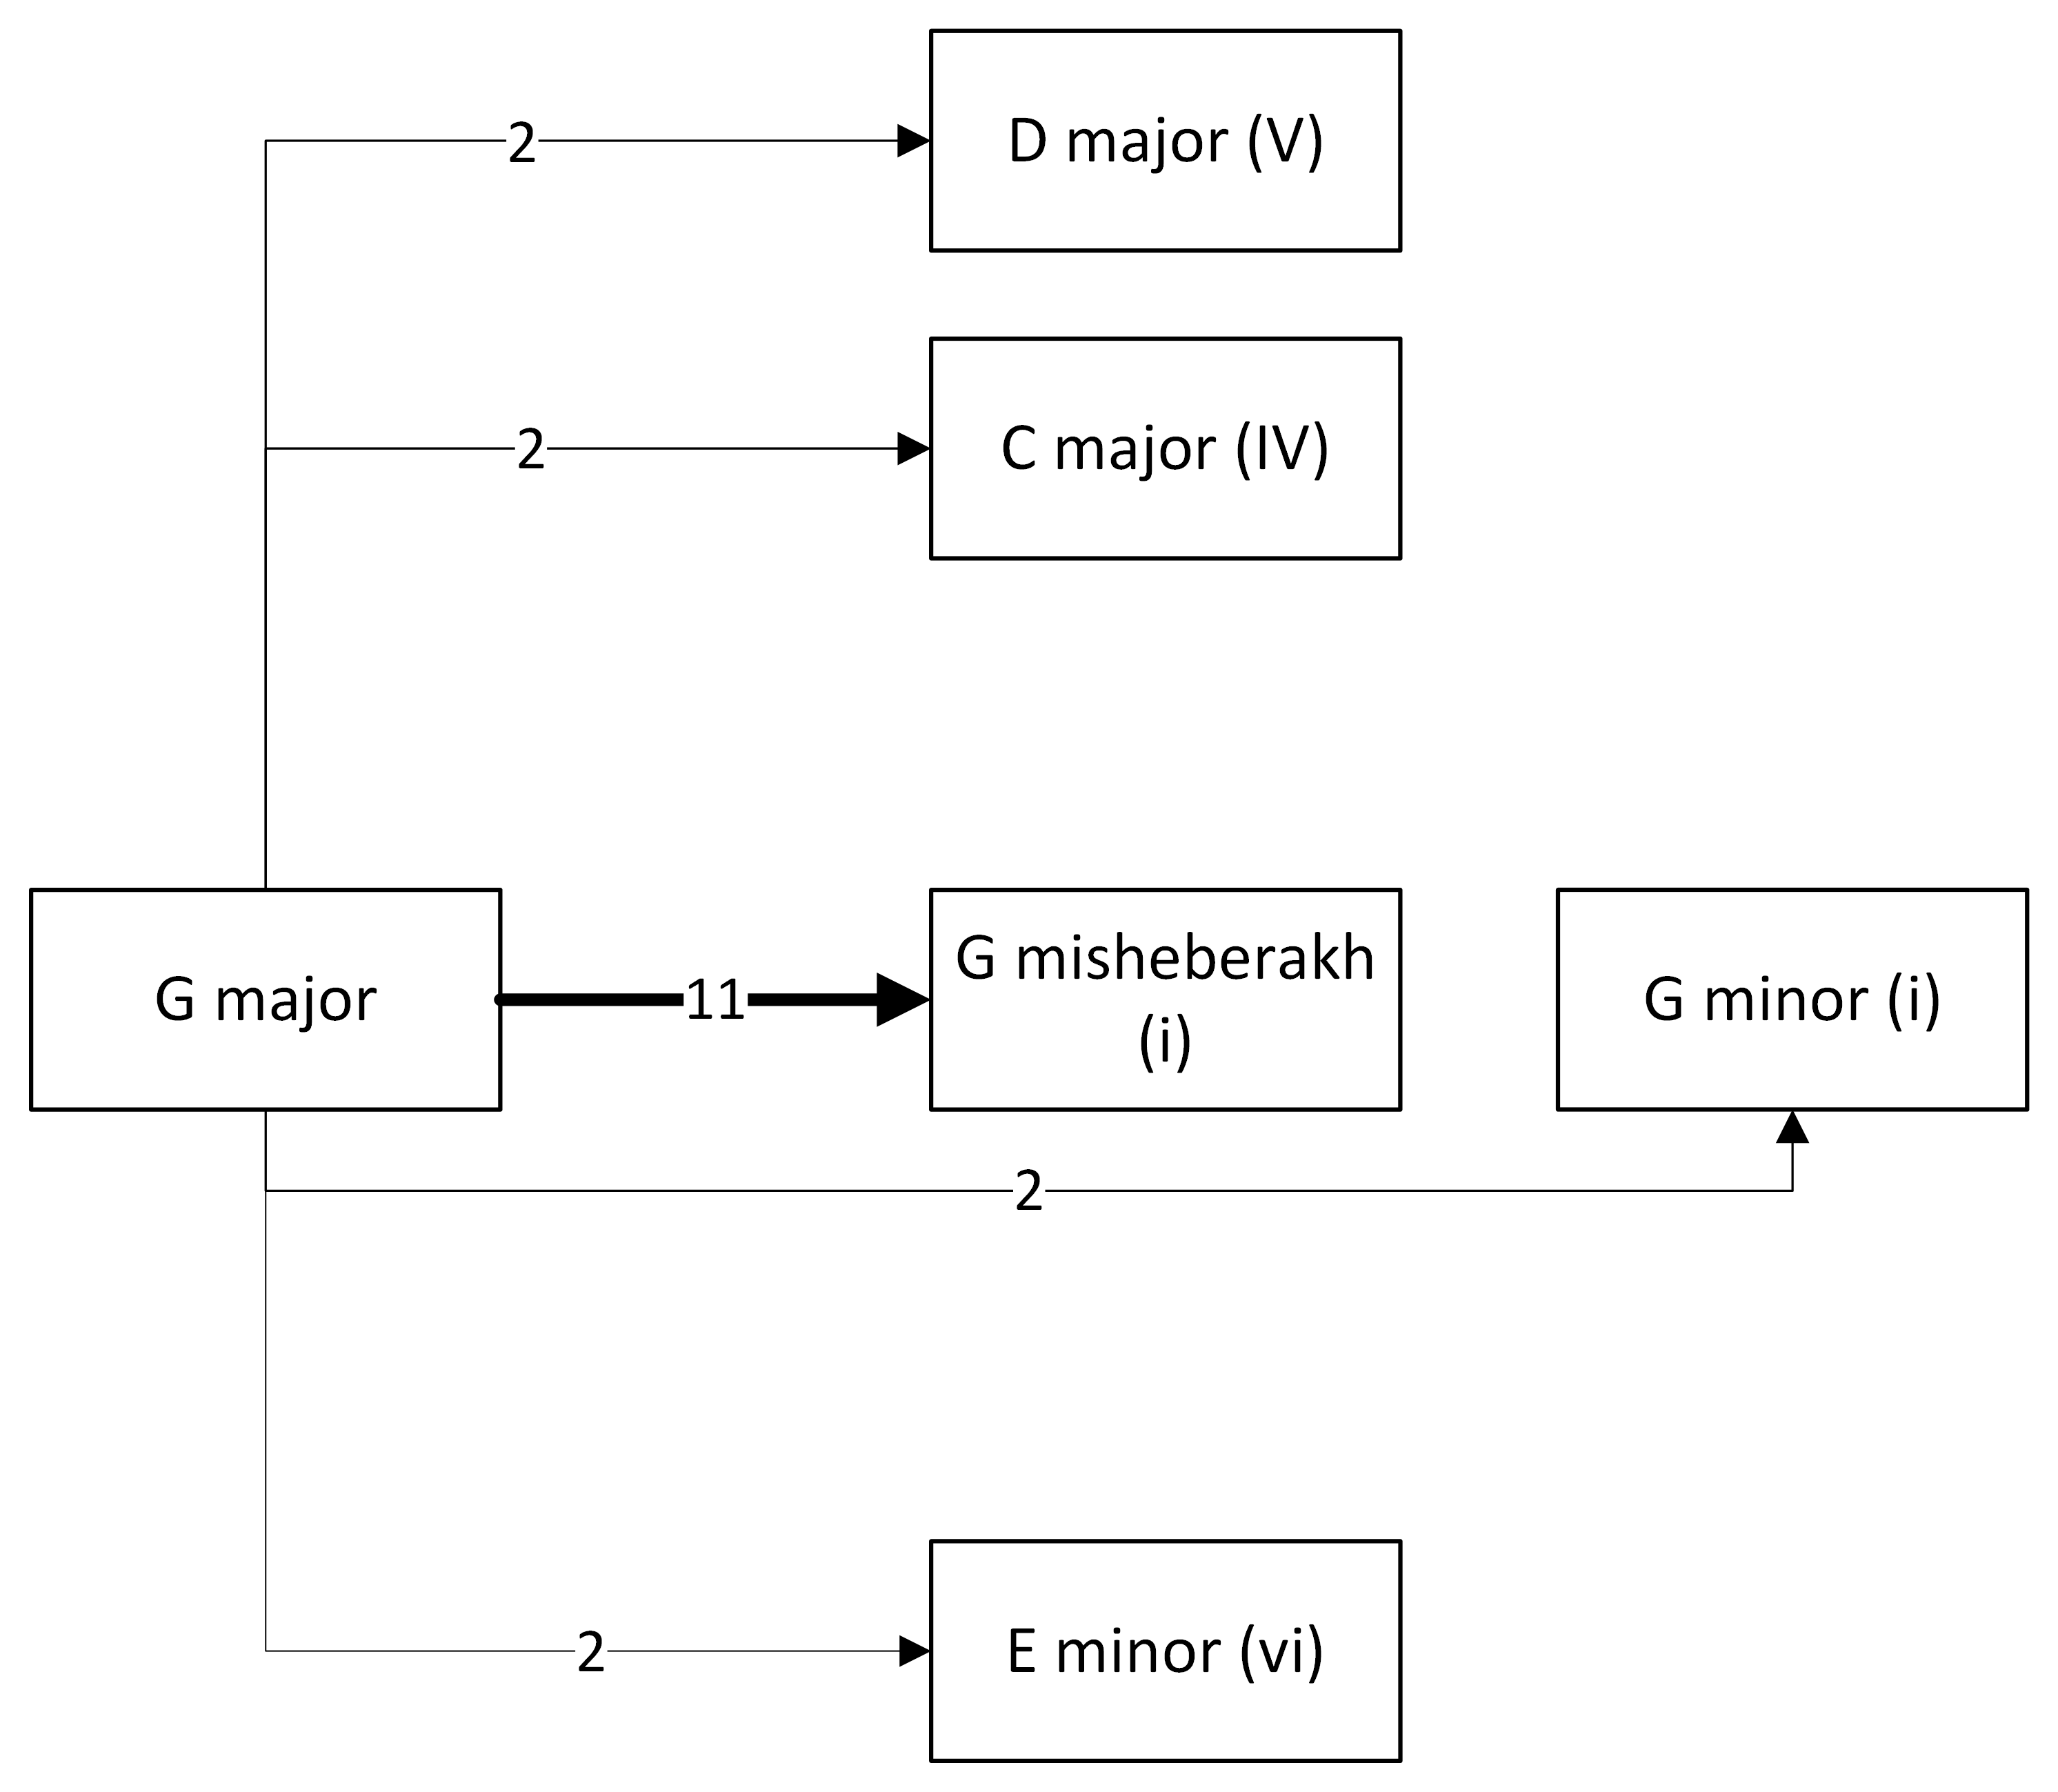 2
D major (V)
2
C major (IV)
G major
11
G misheberakh
(i)
G minor (i)
2
2
E minor (vi)